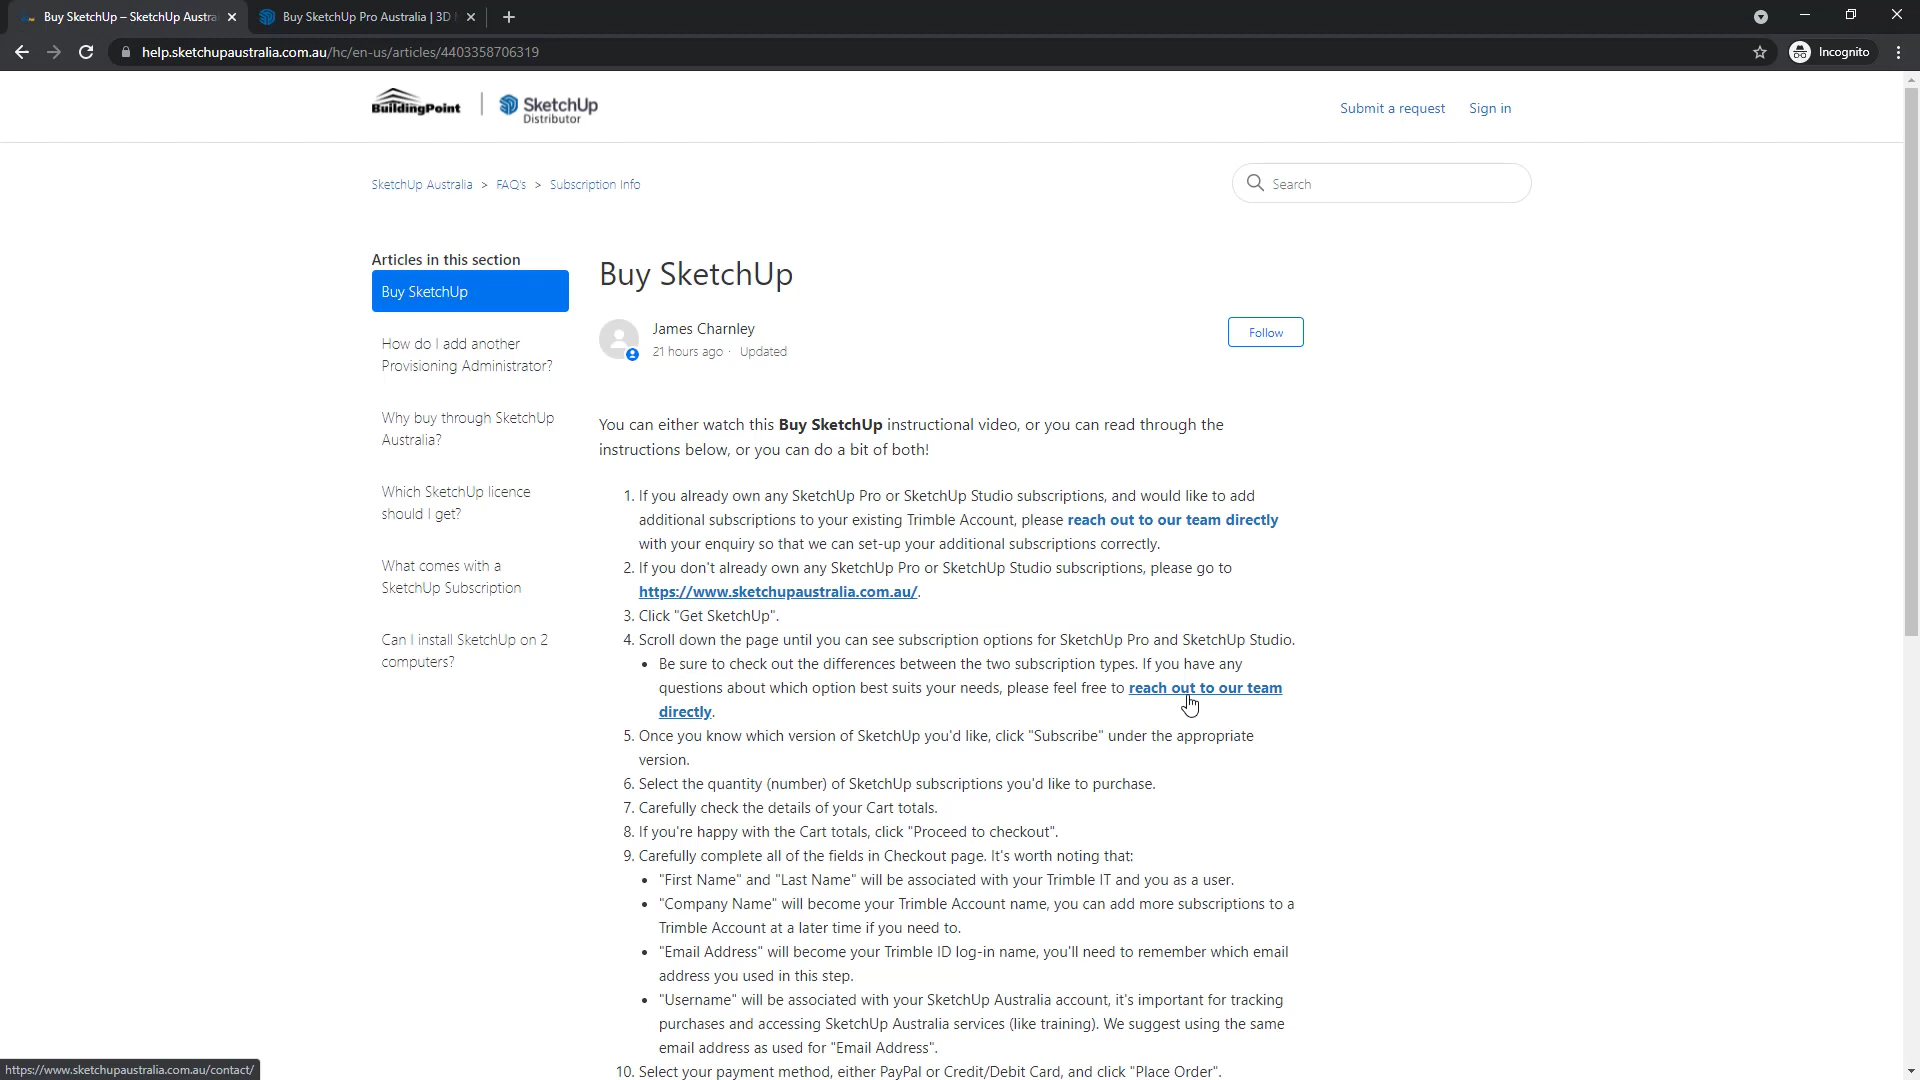 Buy SketchUp – SketchUp Austra
Buy SketchUp Pro Australia | 3D
help.sketchupaustralia.com.au/hc/en-us/articles/4403358706319
Incognito
BuildingPoint
SketchUp
Distributor
Submit a request
Sign in
SketchUp Australia > FAQ's > Subscription Info
Search
Articles in this section
Buy SketchUp
How do I add another
Provisioning Administrator?
Why buy through SketchUp
Australia?
Which SketchUp licence
should I get?
What comes with a
SketchUp Subscription
Can I install SketchUp on 2
computers?
Buy SketchUp
James Charnley
21 hours ago · Updated
Follow
You can either watch this Buy SketchUp instructional video, or you can read through the
instructions below, or you can do a bit of both!
1. If you already own any SketchUp Pro or SketchUp Studio subscriptions, and would like to add
additional subscriptions to your existing Trimble Account, please reach out to our team directly
with your enquiry so that we can set-up your additional subscriptions correctly.
2. If you don't already own any SketchUp Pro or SketchUp Studio subscriptions, please go to
https://www.sketchupaustralia.com.au/.
3. Click "Get SketchUp".
4. Scroll down the page until you can see subscription options for SketchUp Pro and SketchUp Studio.
• Be sure to check out the differences between the two subscription types. If you have any
questions about which option best suits your needs, please feel free to reach out to our team
directly.
5. Once you know which version of SketchUp you'd like, click "Subscribe" under the appropriate
version.
6. Select the quantity (number) of SketchUp subscriptions you'd like to purchase.
7. Carefully check the details of your Cart totals.
8. If you're happy with the Cart totals, click "Proceed to checkout".
9. Carefully complete all of the fields in Checkout page. It's worth noting that:
• "First Name" and "Last Name" will be associated with your Trimble IT and you as a user.
• "Company Name" will become your Trimble Account name, you can add more subscriptions to a
Trimble Account at a later time if you need to.
• "Email Address" will become your Trimble ID log-in name, you'll need to remember which email
address you used in this step.
• "Username" will be associated with your SketchUp Australia account, it's important for tracking
purchases and accessing SketchUp Australia services (like training). We suggest using the same
email address as used for "Email Address".
10. Select your payment method, either PayPal or Credit/Debit Card, and click "Place Order".
https://www.sketchupaustralia.com.au/contact/